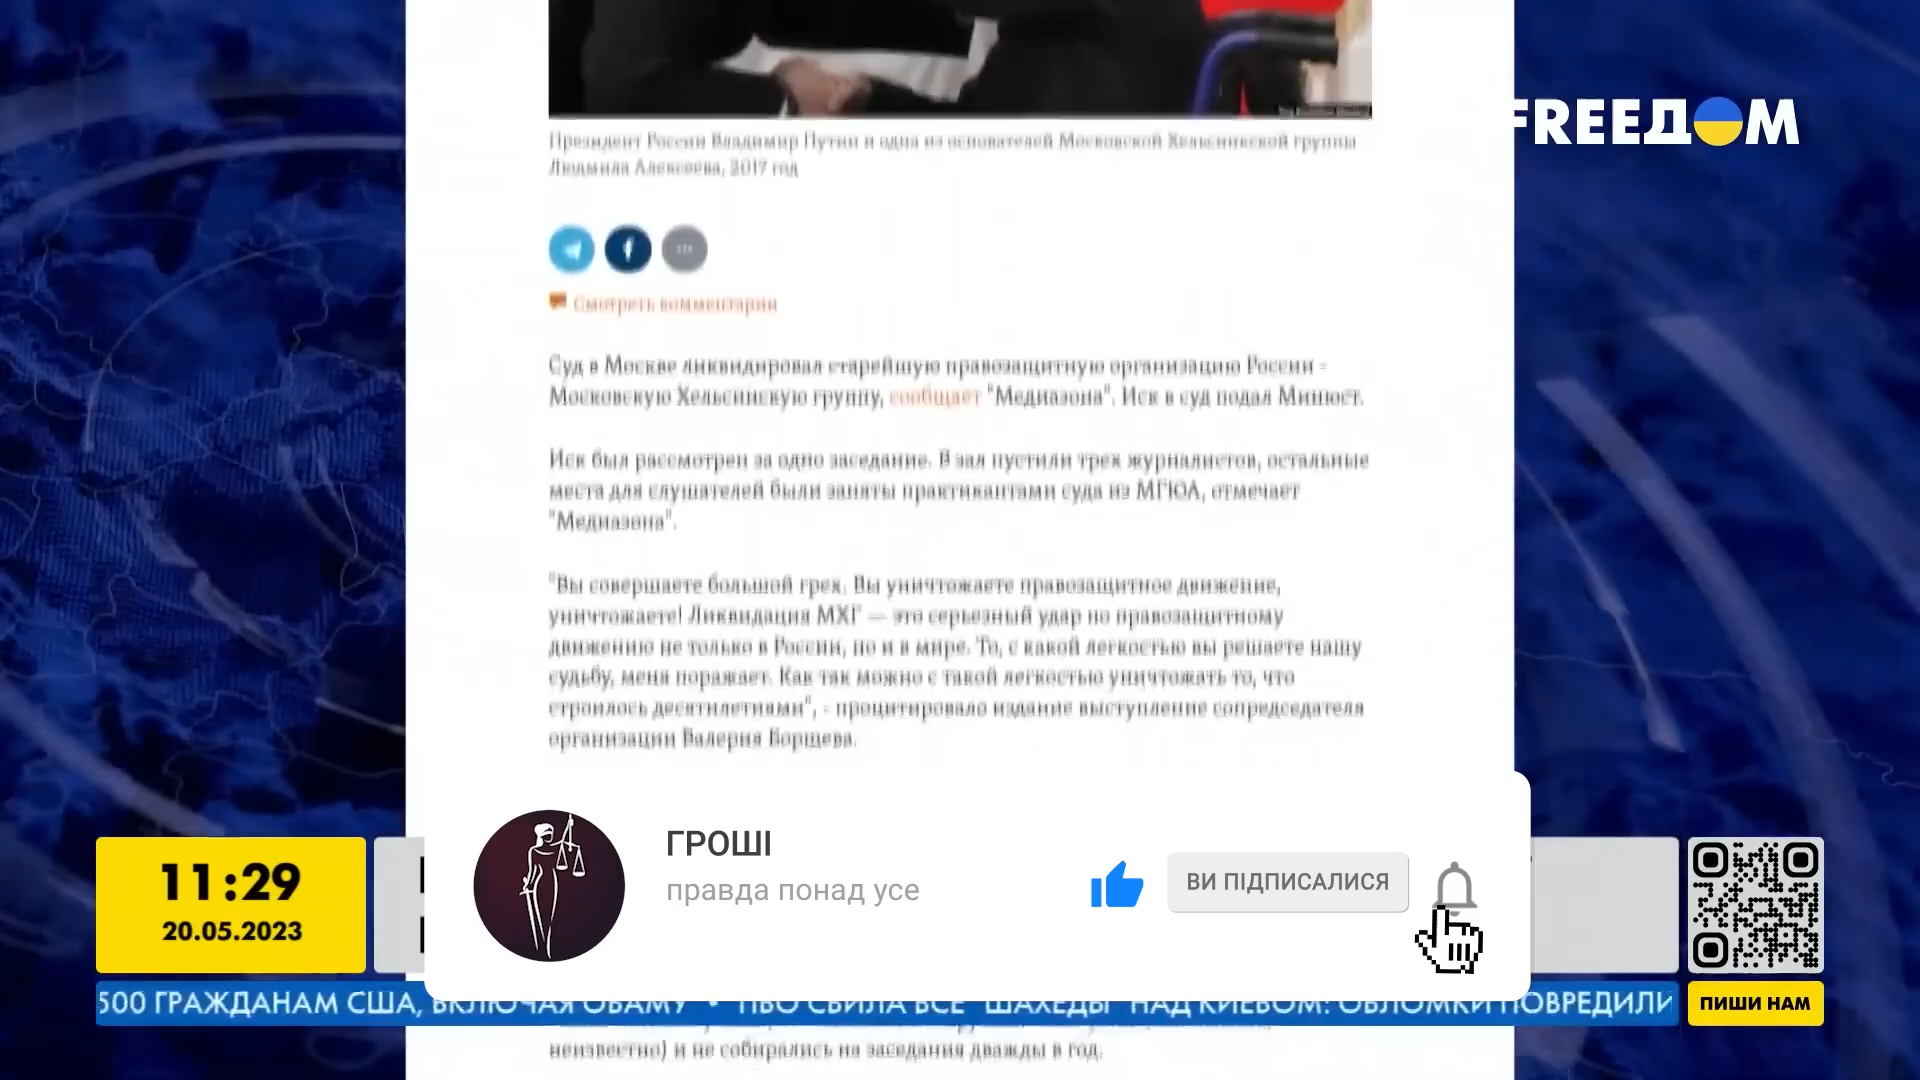 FREEДOM
Президент России Владимир Путин и одна из основателей Московской Хельсинкской группы
Людмила Алексеева, 2017 год
Смотреть комментарии
Суд в Москве ликвидировал старейшую правозащитную организацию России -
Московскую Хельсинкскую группу, сообщает "Медиазона". Иск в суд подал Минюст.
Иск был рассмотрен за одно заседание. В зал пустили трех журналистов, остальные
места для слушателей были заняты практикантами суда из МГЮА, отмечает
"Медиазона".
"Вы совершаете большой грех. Вы уничтожаете правозащитное движение,
уничтожаете! Ликвидация МХГ — это серьезный удар по правозащитному
движению не только в России, но и в мире. То, с какой легкостью вы решаете нашу
судьбу, меня поражает. Как так можно с такой легкостью уничтожать то, что
строилось десятилетиями", - процитировало издание выступление сопредседателя
организации Валерия Борщева.
ГРОШІ
правда понад усе
ВИ ПІДПИСАЛИСЯ
11:29
20.05.2023
500 ГРАЖДАНАМ США, ВКЛЮЧАЯ ОБАМУ • ПВО СБИЛА ВСЕ "ШАХЕДЫ" НАД КИЕВОМ: ОБЛОМКИ ПОВРЕДИЛИ
ПИШИ НАМ
неизвестно) и не собирались на заседания дважды в год.